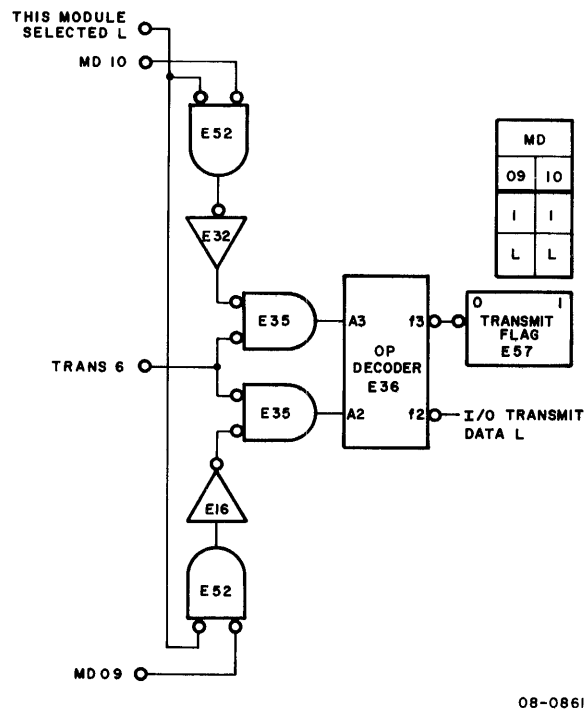 THIS MODULE
SELECTED L
MD 10
E52
E32
E35
TRANS 6
E35
E16
E52
MD 09
A3
A2
OP
DECODER
E36
f3
f2
0 1
TRANSMIT
FLAG
E57
I/O TRANSMIT
DATA L
MD
09 10
1 1
L L
08-0861